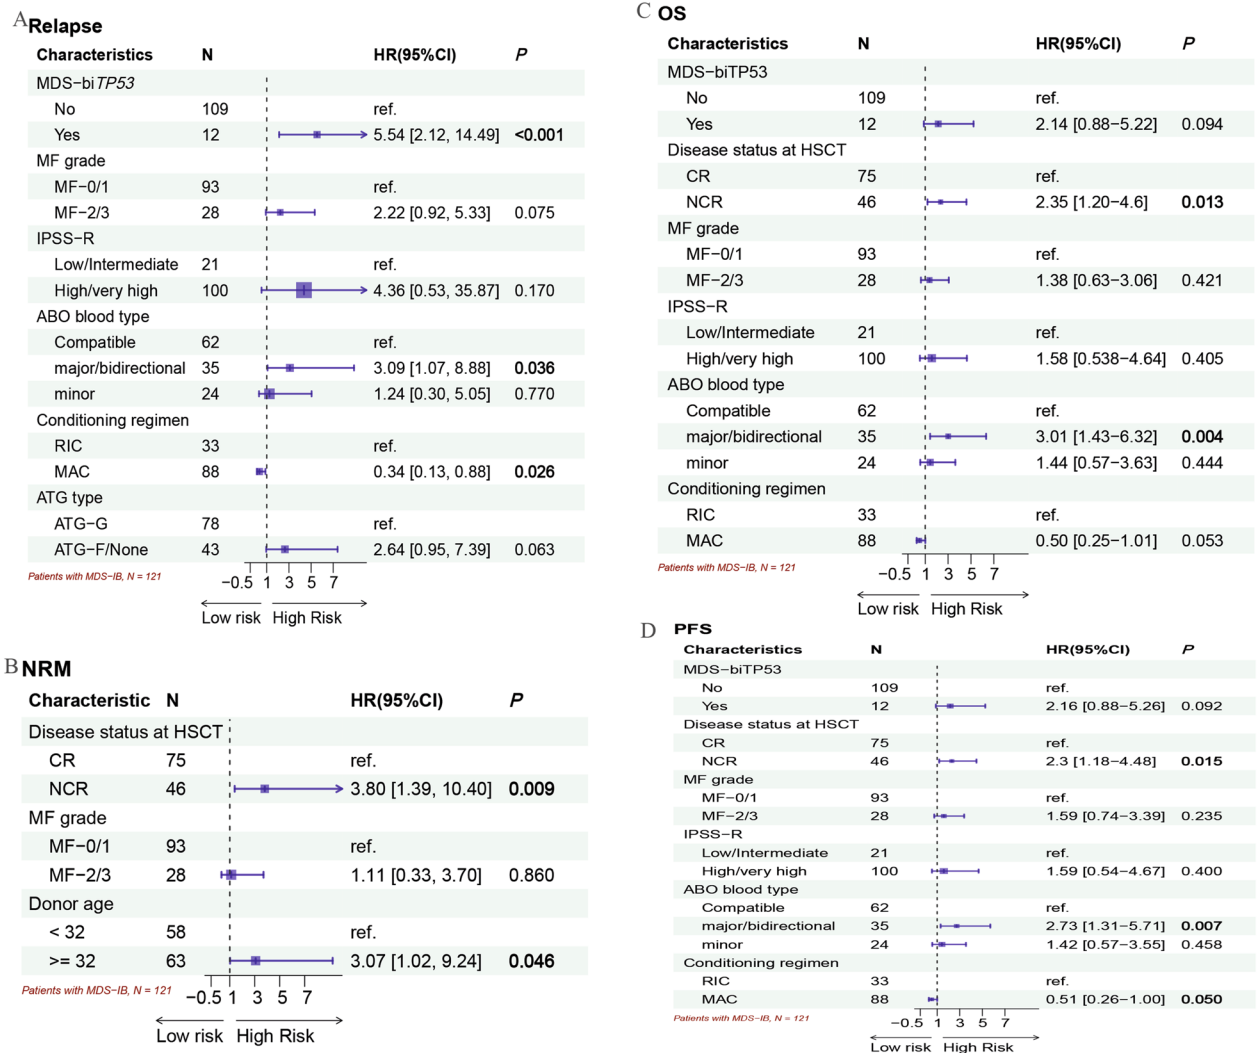 A Relapse
Characteristics N HR(95%CI) P
MDS−biTP53
No 109 ref.
Yes 12 5.54 [2.12, 14.49] <0.001
MF grade
MF−0/1 93 ref.
MF−2/3 28 2.22 [0.92, 5.33] 0.075
IPSS−R
Low/Intermediate 21 ref.
High/very high 100 4.36 [0.53, 35.87] 0.170
ABO blood type
Compatible 62 ref.
major/bidirectional 35 3.09 [1.07, 8.88] 0.036
minor 24 1.24 [0.30, 5.05] 0.770
Conditioning regimen
RIC 33 ref.
MAC 88 0.34 [0.13, 0.88] 0.026
ATG type
ATG−G 78 ref.
ATG−F/None 43 2.64 [0.95, 7.39] 0.063
Patients with MDS−IB, N = 121
−0.5 1 3 5 7
Low risk High Risk
B NRM
Characteristic N HR(95%CI) P
Disease status at HSCT
CR 75 ref.
NCR 46 3.80 [1.39, 10.40] 0.009
MF grade
MF−0/1 93 ref.
MF−2/3 28 1.11 [0.33, 3.70] 0.860
Donor age
< 32 58 ref.
>= 32 63 3.07 [1.02, 9.24] 0.046
Patients with MDS−IB, N = 121
−0.5 1 3 5 7
Low risk High Risk
C OS
Characteristics N HR(95%CI) P
MDS−biTP53
No 109 ref.
Yes 12 2.14 [0.88−5.22] 0.094
Disease status at HSCT
CR 75 ref.
NCR 46 2.35 [1.20−4.6] 0.013
MF grade
MF−0/1 93 ref.
MF−2/3 28 1.38 [0.63−3.06] 0.421
IPSS−R
Low/Intermediate 21 ref.
High/very high 100 1.58 [0.538−4.64] 0.405
ABO blood type
Compatible 62 ref.
major/bidirectional 35 3.01 [1.43−6.32] 0.004
minor 24 1.44 [0.57−3.63] 0.444
Conditioning regimen
RIC 33 ref.
MAC 88 0.50 [0.25−1.01] 0.053
Patients with MDS−IB, N = 121
−0.5 1 3 5 7
Low risk High Risk
D PFS
Characteristics N HR(95%CI) P
MDS−biTP53
No 109 ref.
Yes 12 2.16 [0.88−5.26] 0.092
Disease status at HSCT
CR 75 ref.
NCR 46 2.3 [1.18−4.48] 0.015
MF grade
MF−0/1 93 ref.
MF−2/3 28 1.59 [0.74−3.39] 0.235
IPSS−R
Low/Intermediate 21 ref.
High/very high 100 1.59 [0.54−4.67] 0.400
ABO blood type
Compatible 62 ref.
major/bidirectional 35 2.73 [1.31−5.71] 0.007
minor 24 1.42 [0.57−3.55] 0.458
Conditioning regimen
RIC 33 ref.
MAC 88 0.51 [0.26−1.00] 0.050
Patients with MDS−IB, N = 121
−0.5 1 3 5 7
Low risk High Risk